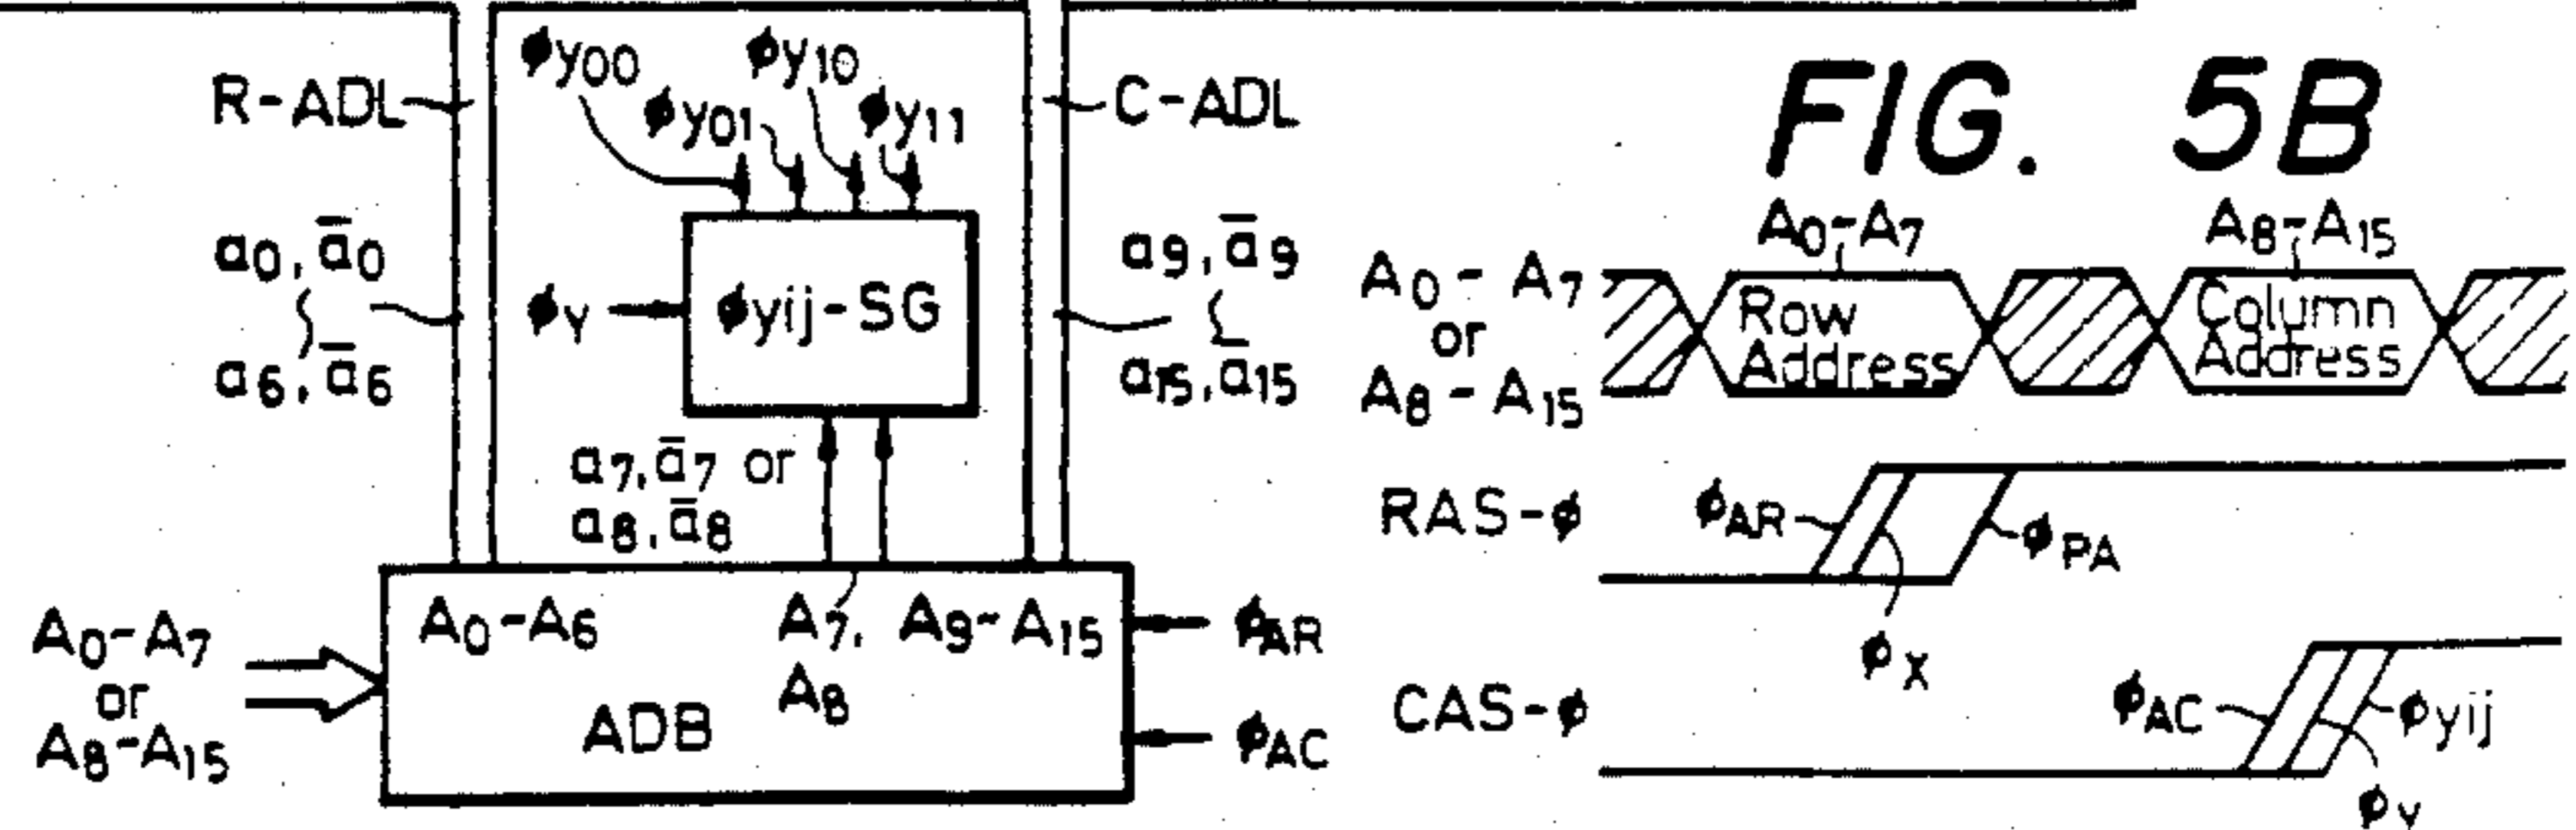 ϕy00
ϕy10
R-ADL
ϕy01
ϕy11
C-ADL
a0, ā0
a6, ā6
ϕY
ϕyij-SG
a9, ā9
a15, ā15
a7, ā7 or
a8, ā8
A0-A7
or
A8-A15
A0-A6
A7,
A8
A9-A15
ADB
ϕAR
ϕAC
FIG. 5B
A0-A7
A8-A15
A0-A7
or
A8-A15
Row
Address
Column
Address
RAS-ϕ
ϕAR
ϕPA
ϕX
CAS-ϕ
ϕAC
ϕyij
ϕY